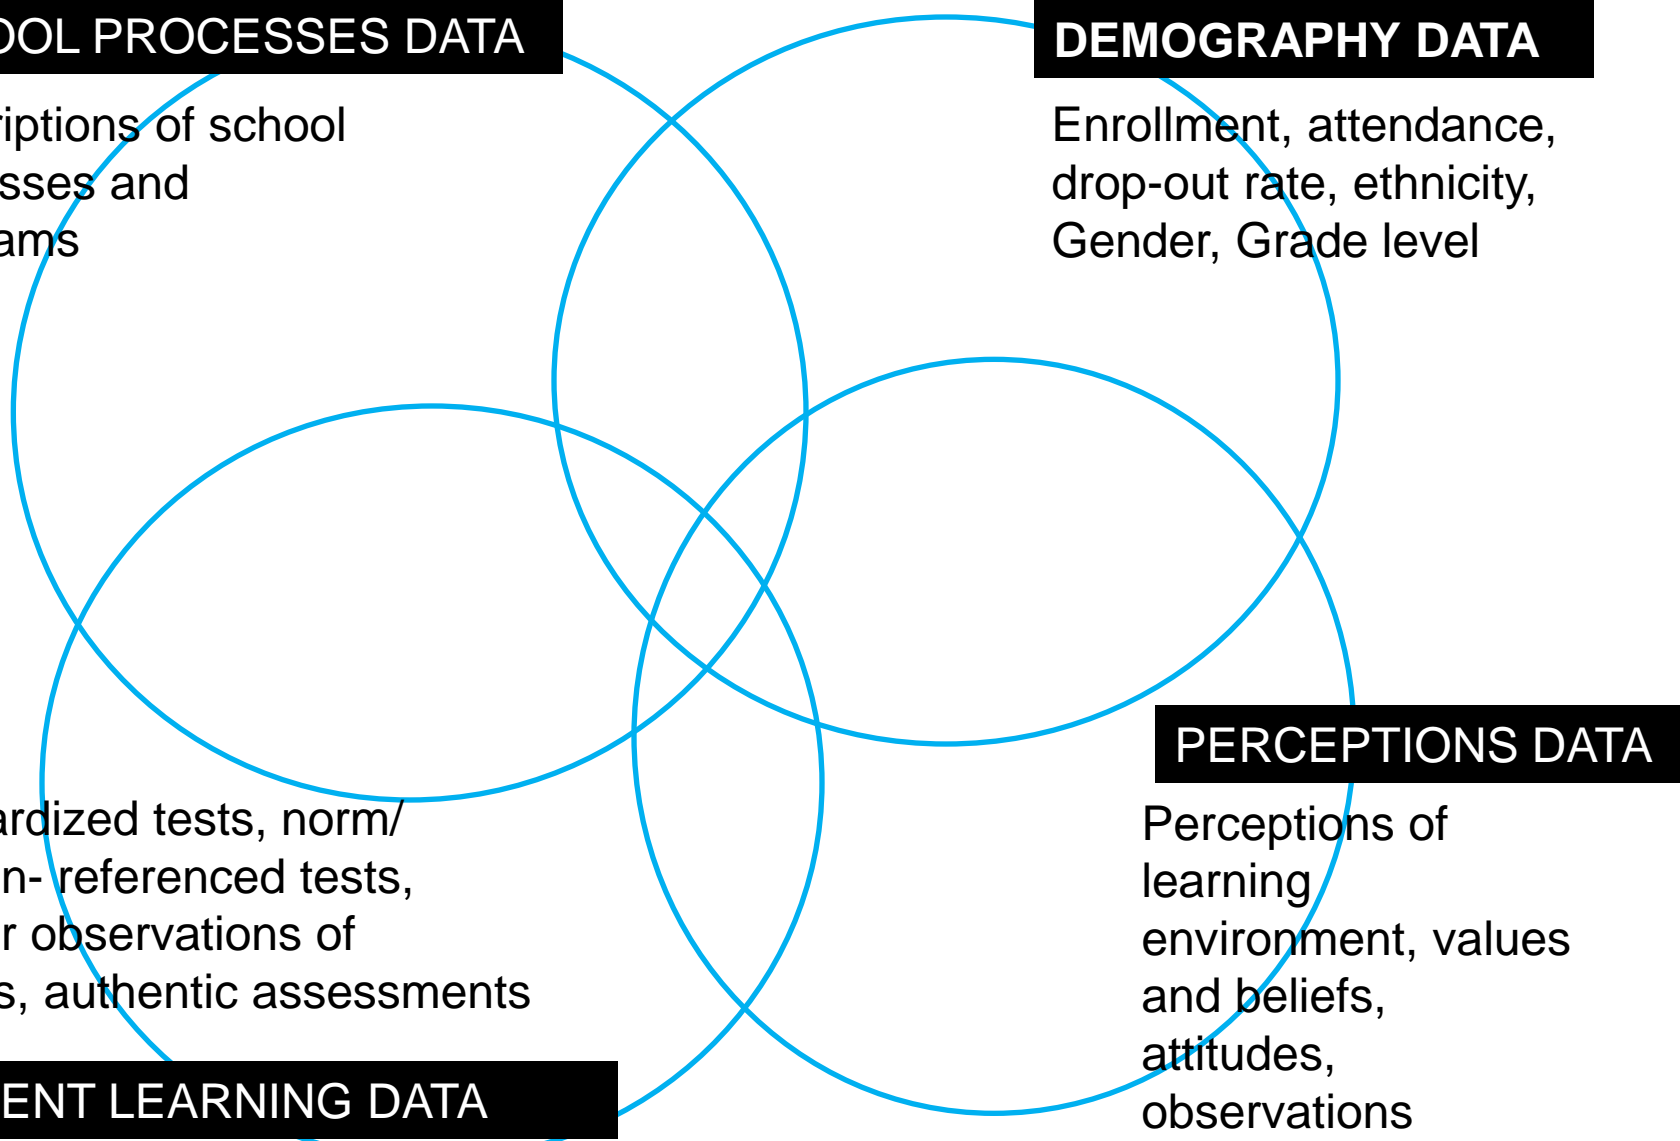 OOL PROCESSES DATA
riptions of school
sses and
ams
DEMOGRAPHY DATA
Enrollment, attendance,
drop-out rate, ethnicity,
Gender, Grade level
PERCEPTIONS DATA
Perceptions of
learning
environment, values
and beliefs,
attitudes,
observations
ardized tests, norm/
n- referenced tests,
r observations of
s, authentic assessments
ENT LEARNING DATA